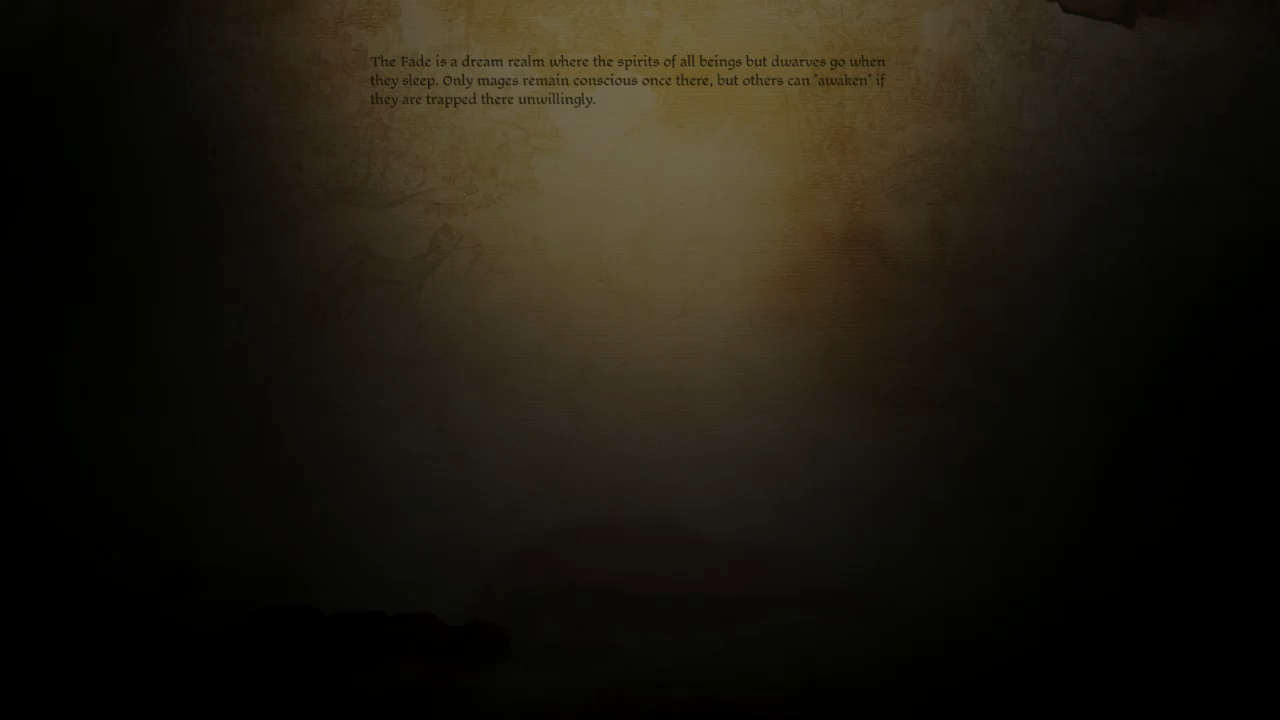 The Fade is a dream realm where the spirits of all beings but dwarves go when
they sleep. Only mages remain conscious once there, but others can "awaken" if
they are trapped there unwillingly.